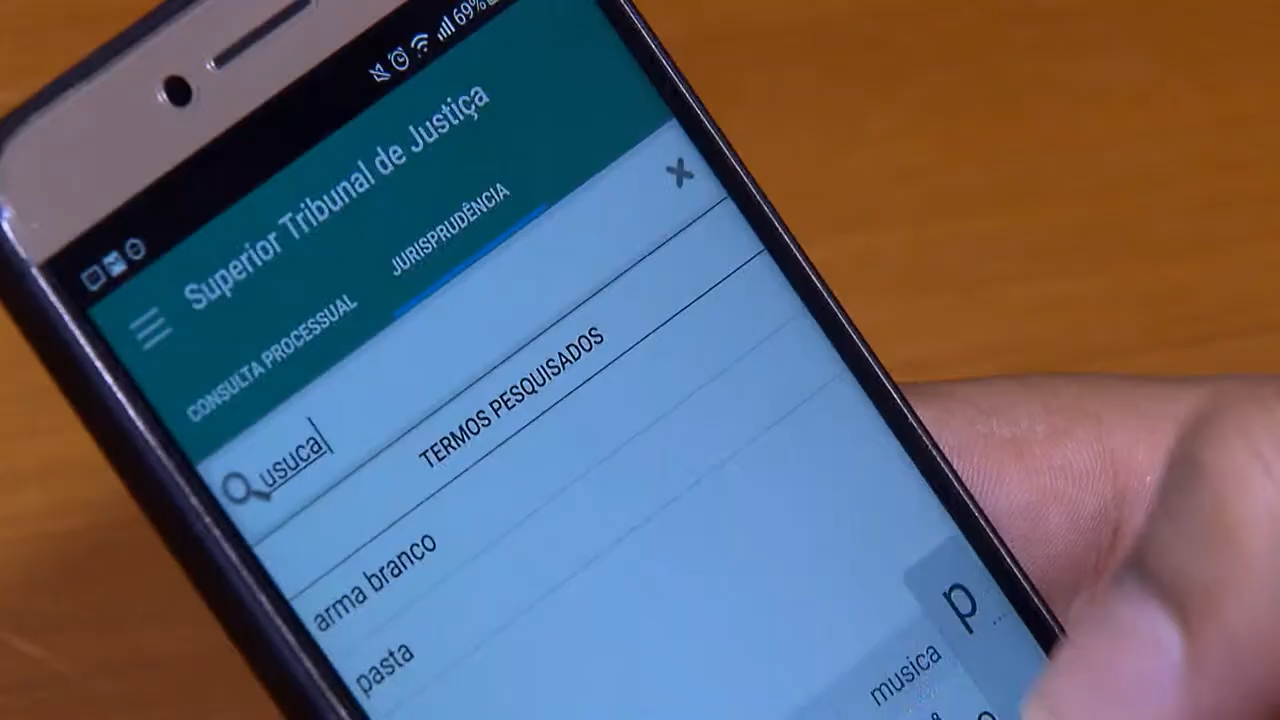 69%
Superior Tribunal de Justiça
CONSULTA PROCESSUAL
JURISPRUDÊNCIA
usuca
TERMOS PESQUISADOS
arma branco
pasta
musica
p